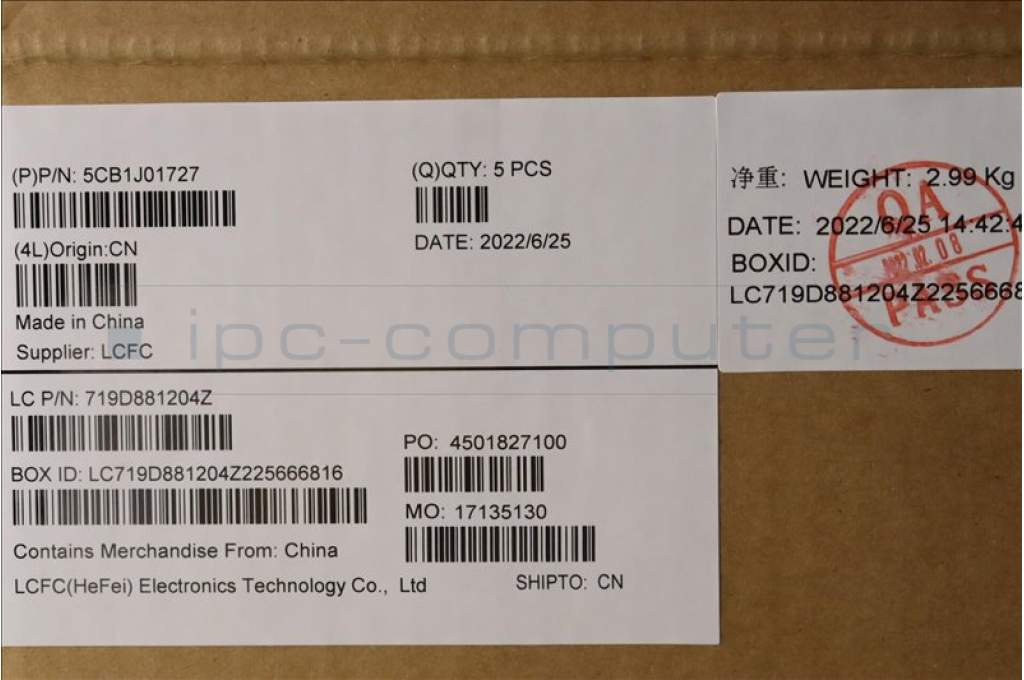 (P)P/N: 5CB1J01727
(Q)QTY: 5 PCS
DATE: 2022/6/25
(4L)Origin:CN
Made in China
Supplier: LCFC
LC P/N: 719D881204Z
BOX ID: LC719D881204Z225666816
PO: 4501827100
MO: 17135130
Contains Merchandise From: China
LCFC(HeFei) Electronics Technology Co., Ltd
SHIPTO: CN
净重: WEIGHT: 2.99 Kg
DATE: 2022/6/25 14:42:4
BOXID:
LC719D881204Z2256668
QA
PASS
ipc-computer